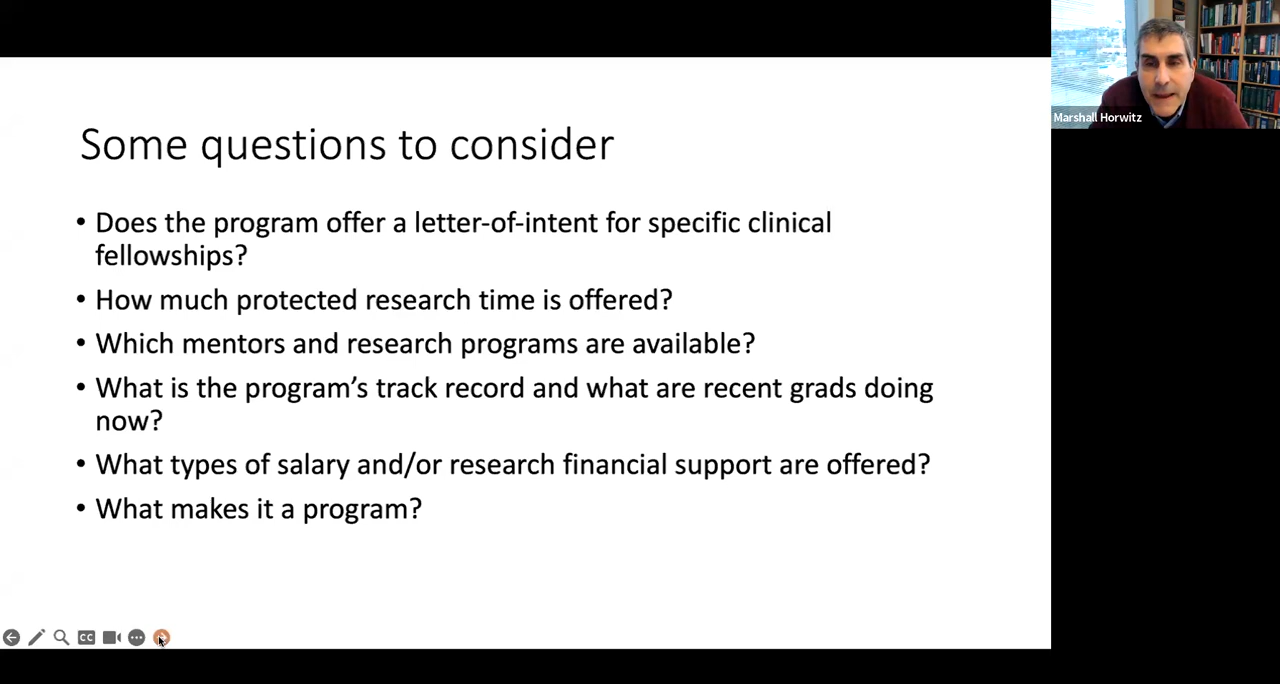 Some questions to consider
• Does the program offer a letter-of-intent for specific clinical
fellowships?
• How much protected research time is offered?
• Which mentors and research programs are available?
• What is the program’s track record and what are recent grads doing
now?
• What types of salary and/or research financial support are offered?
• What makes it a program?
Marshall Horwitz
CC